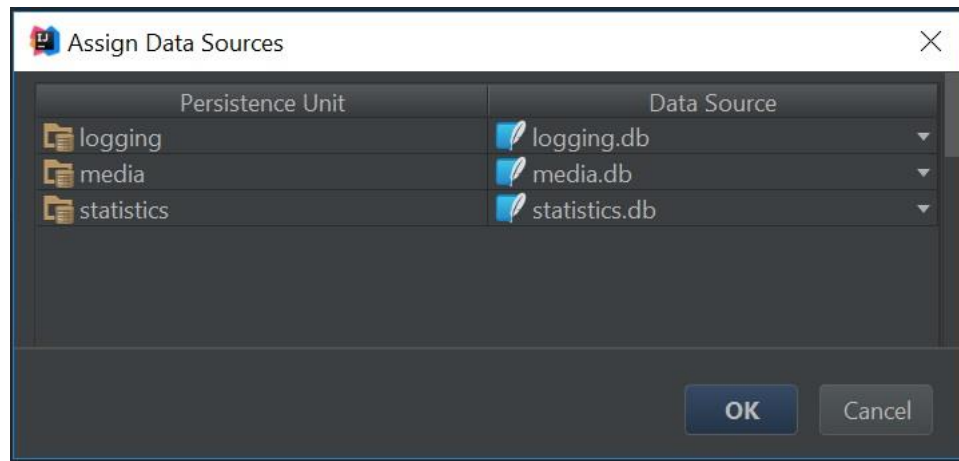 Assign Data Sources
Persistence Unit Data Source
logging logging.db
media media.db
statistics statistics.db
OK Cancel